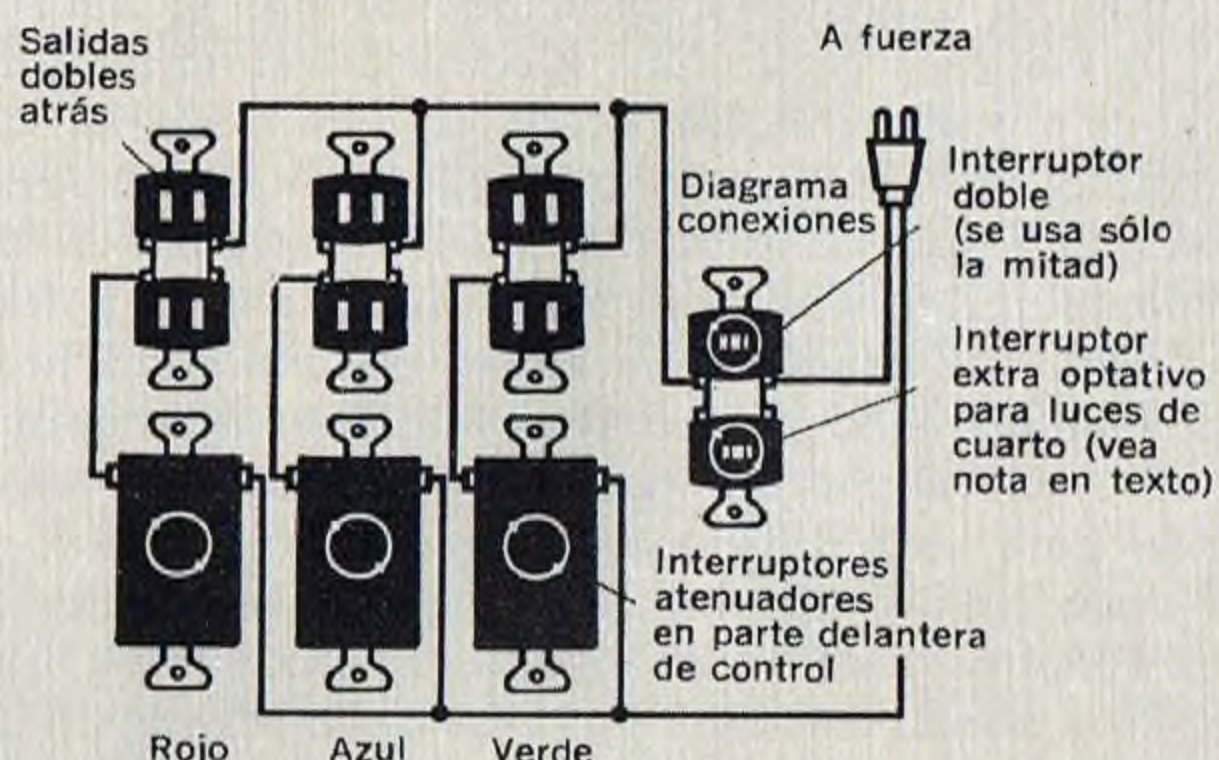 Salidas
dobles
atrás
A fuerza
Diagrama
conexiones
Interruptor
doble
(se usa sólo
la mitad)
Interruptor
extra optativo
para luces de
cuarto (vea
nota en texto)
Interruptores
atenuadores
en parte delantera
de control
Rojo
Azul
Verde